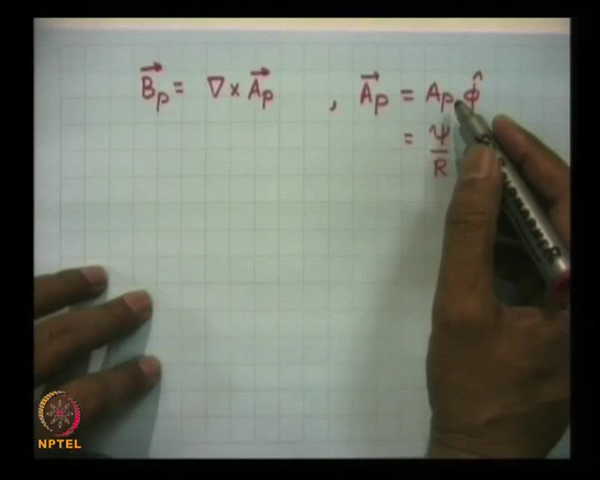 B⃗p = ∇ × A⃗p , A⃗p = Ap ϕ̂
= ψ/R
NPTEL